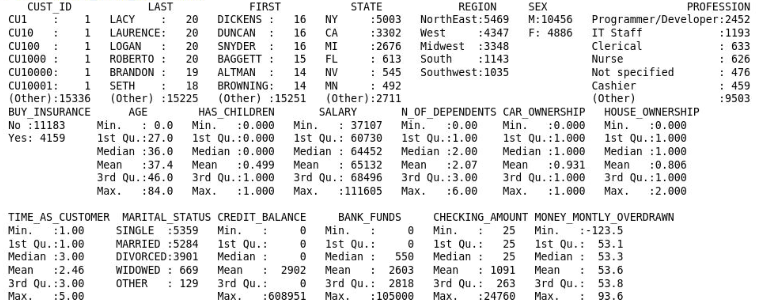 CUST_ID LAST FIRST STATE REGION SEX PROFESSION
CU1 : 1 LACY : 20 DICKENS : 16 NY :5003 NorthEast:5469 M:10456 Programmer/Developer:2452
CU10 : 1 LAURENCE: 20 DUNCAN : 16 CA :3302 West :4347 F: 4886 IT Staff :1193
CU100 : 1 LOGAN : 20 SNYDER : 16 MI :2676 Midwest :3348 Clerical : 633
CU1000 : 1 ROBERTO : 20 BAGGETT : 15 FL : 613 South :1143 Nurse : 626
CU10000: 1 BRANDON : 19 ALTMAN : 14 NV : 545 Southwest:1035 Not specified : 476
CU10001: 1 SETH : 18 BROWNING: 14 MN : 492 Cashier : 459
(Other):15336 (Other) :15225 (Other) :15251 (Other):2711 (Other) :9503
BUY_INSURANCE AGE HAS_CHILDREN SALARY N_OF_DEPENDENTS CAR_OWNERSHIP HOUSE_OWNERSHIP
No :11183 Min. : 0.0 Min. :0.000 Min. : 37107 Min. :0.00 Min. :0.000 Min. :0.000
Yes: 4159 1st Qu.:27.0 1st Qu.:0.000 1st Qu.: 60730 1st Qu.:1.00 1st Qu.:1.000 1st Qu.:1.000
Median :36.0 Median :0.000 Median : 64452 Median :2.00 Median :1.000 Median :1.000
Mean :37.4 Mean :0.499 Mean : 65132 Mean :2.07 Mean :0.931 Mean :0.806
3rd Qu.:46.0 3rd Qu.:1.000 3rd Qu.: 68496 3rd Qu.:3.00 3rd Qu.:1.000 3rd Qu.:1.000
Max. :84.0 Max. :1.000 Max. :111605 Max. :6.00 Max. :1.000 Max. :2.000
TIME_AS_CUSTOMER MARITAL_STATUS CREDIT_BALANCE BANK_FUNDS CHECKING_AMOUNT MONEY_MONTLY_OVERDRAWN
Min. :1.00 SINGLE :5359 Min. : 0 Min. : 0 Min. : 25 Min. :-123.5
1st Qu.:1.00 MARRIED :5284 1st Qu.: 0 1st Qu.: 0 1st Qu.: 25 1st Qu.: 53.1
Median :3.00 DIVORCED:3901 Median : 0 Median : 550 Median : 25 Median : 53.3
Mean :2.46 WIDOWED : 669 Mean : 2902 Mean : 2603 Mean : 1091 Mean : 53.6
3rd Qu.:3.00 OTHER : 129 3rd Qu.: 0 3rd Qu.: 2818 3rd Qu.: 263 3rd Qu.: 53.8
Max. :5.00 Max. :608951 Max. :105000 Max. :24760 Max. : 93.6